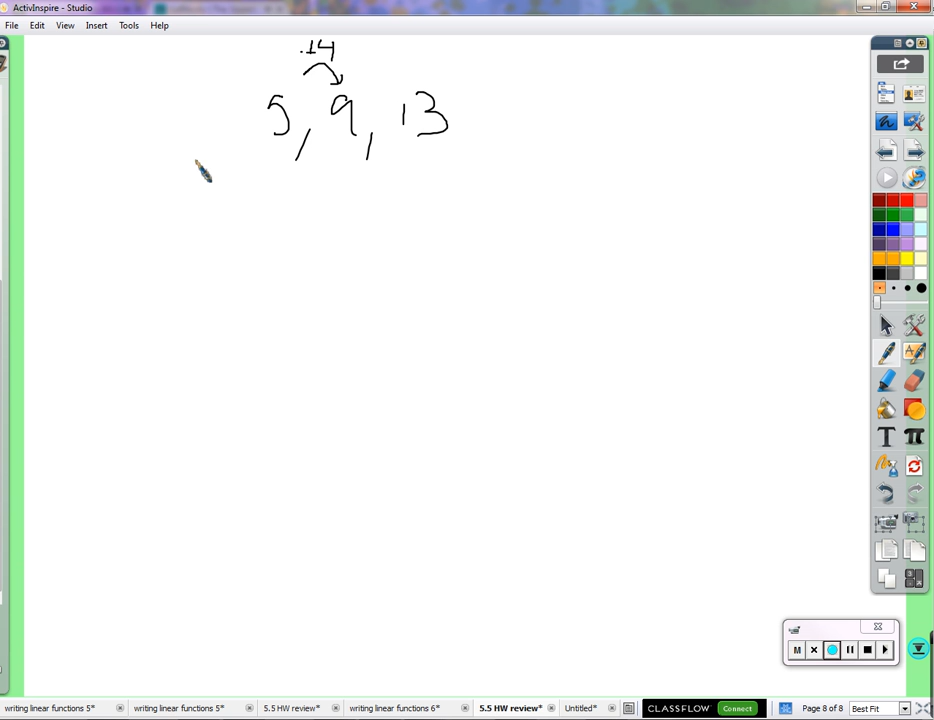 ActivInspire - Studio
File Edit View Insert Tools Help
.14
5, 9, 13
M
T
writing linear functions 5* writing linear functions 5* 5.5 HW review* writing linear functions 6* 5.5 HW review* Untitled* CLASSFLOW Connect Page 8 of 8 Best Fit